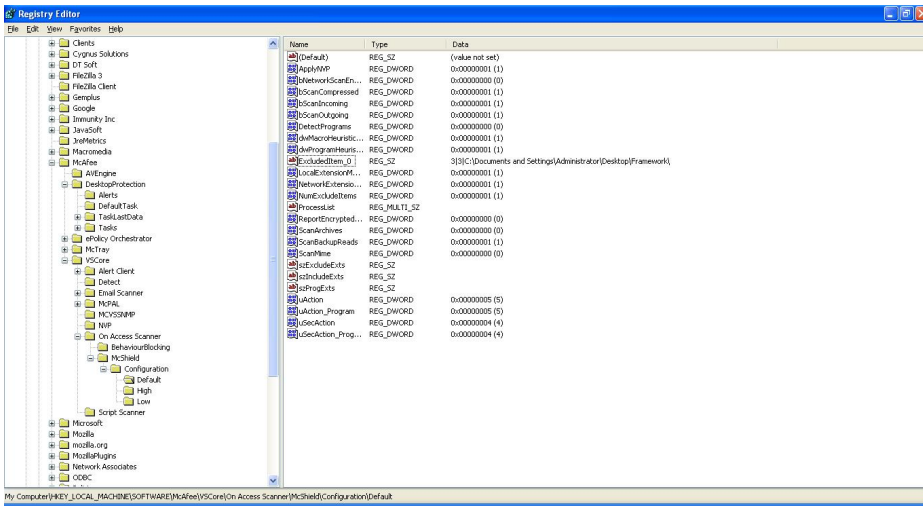 Registry Editor
File Edit View Favorites Help
Clients
Cygnus Solutions
DT Soft
FileZilla 3
FileZilla Client
Gemplus
Google
Immunity Inc
JavaSoft
JreMetrics
Macromedia
McAfee
AVEngine
DesktopProtection
Alerts
DefaultTask
TaskLastData
Tasks
ePolicy Orchestrator
McTray
VSCore
Alert Client
Detect
Email Scanner
McPAL
MCVSSNMP
NVP
On Access Scanner
BehaviourBlocking
McShield
Configuration
Default
High
Low
Script Scanner
Microsoft
Mozilla
mozilla.org
MozillaPlugins
Network Associates
ODBC
Name Type Data
(Default) REG_SZ (value not set)
ApplyNVP REG_DWORD 0x00000001 (1)
bNetworkScanEn... REG_DWORD 0x00000000 (0)
bScanCompressed REG_DWORD 0x00000001 (1)
bScanIncoming REG_DWORD 0x00000001 (1)
bScanOutgoing REG_DWORD 0x00000001 (1)
DetectPrograms REG_DWORD 0x00000000 (0)
dwMacroHeuristic... REG_DWORD 0x00000001 (1)
dwProgramHeuris... REG_DWORD 0x00000001 (1)
ExcludedItem_0 REG_SZ 3|3|C:\Documents and Settings\Administrator\Desktop\Framework\
LocalExtensionM... REG_DWORD 0x00000001 (1)
NetworkExtensio... REG_DWORD 0x00000001 (1)
NumExcludeItems REG_DWORD 0x00000001 (1)
ProcessList REG_MULTI_SZ
ReportEncrypted... REG_DWORD 0x00000000 (0)
ScanArchives REG_DWORD 0x00000000 (0)
ScanBackupReads REG_DWORD 0x00000001 (1)
ScanMime REG_DWORD 0x00000000 (0)
szExcludeExts REG_SZ
szIncludeExts REG_SZ
szProgExts REG_SZ
uAction REG_DWORD 0x00000005 (5)
uAction_Program REG_DWORD 0x00000005 (5)
uSecAction REG_DWORD 0x00000004 (4)
uSecAction_Prog... REG_DWORD 0x00000004 (4)
My Computer\HKEY_LOCAL_MACHINE\SOFTWARE\McAfee\VSCore\On Access Scanner\McShield\Configuration\Default